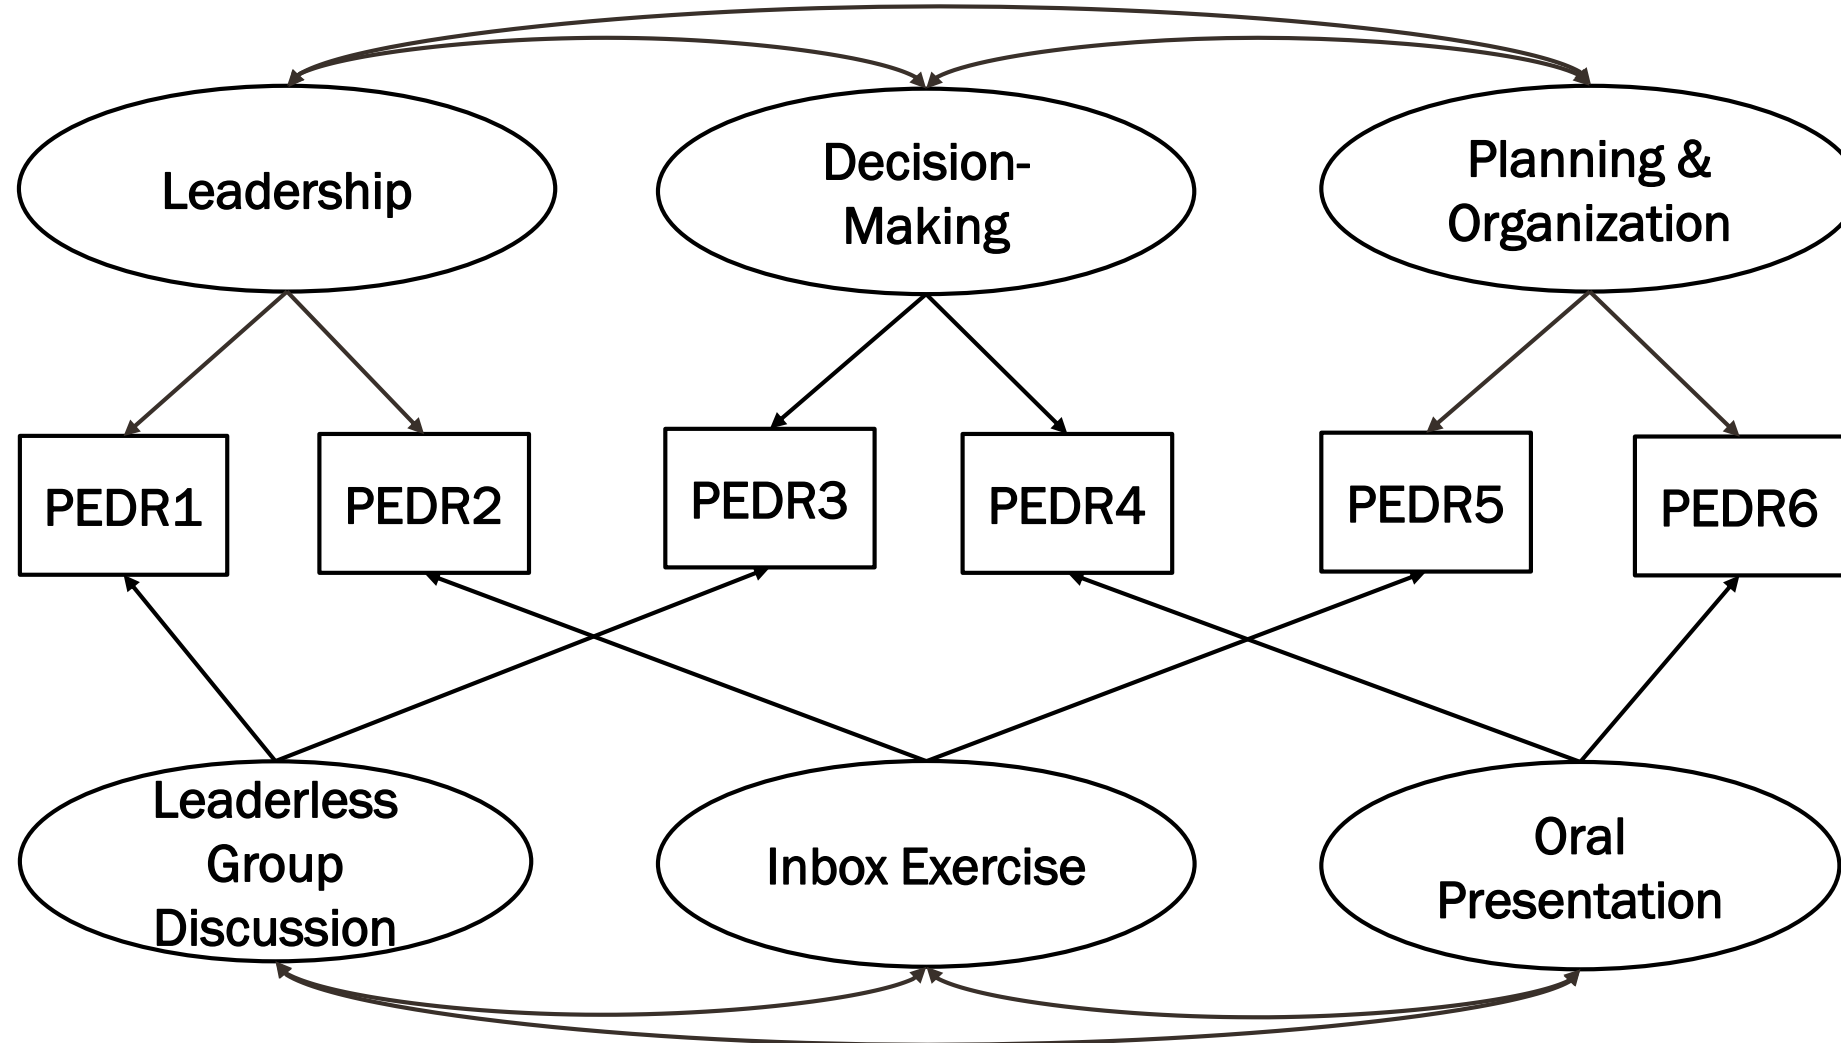 Leadership
Decision-
Making
Planning &
Organization
PEDR1
PEDR2
PEDR3
PEDR4
PEDR5
PEDR6
Leaderless
Group
Discussion
Inbox Exercise
Oral
Presentation